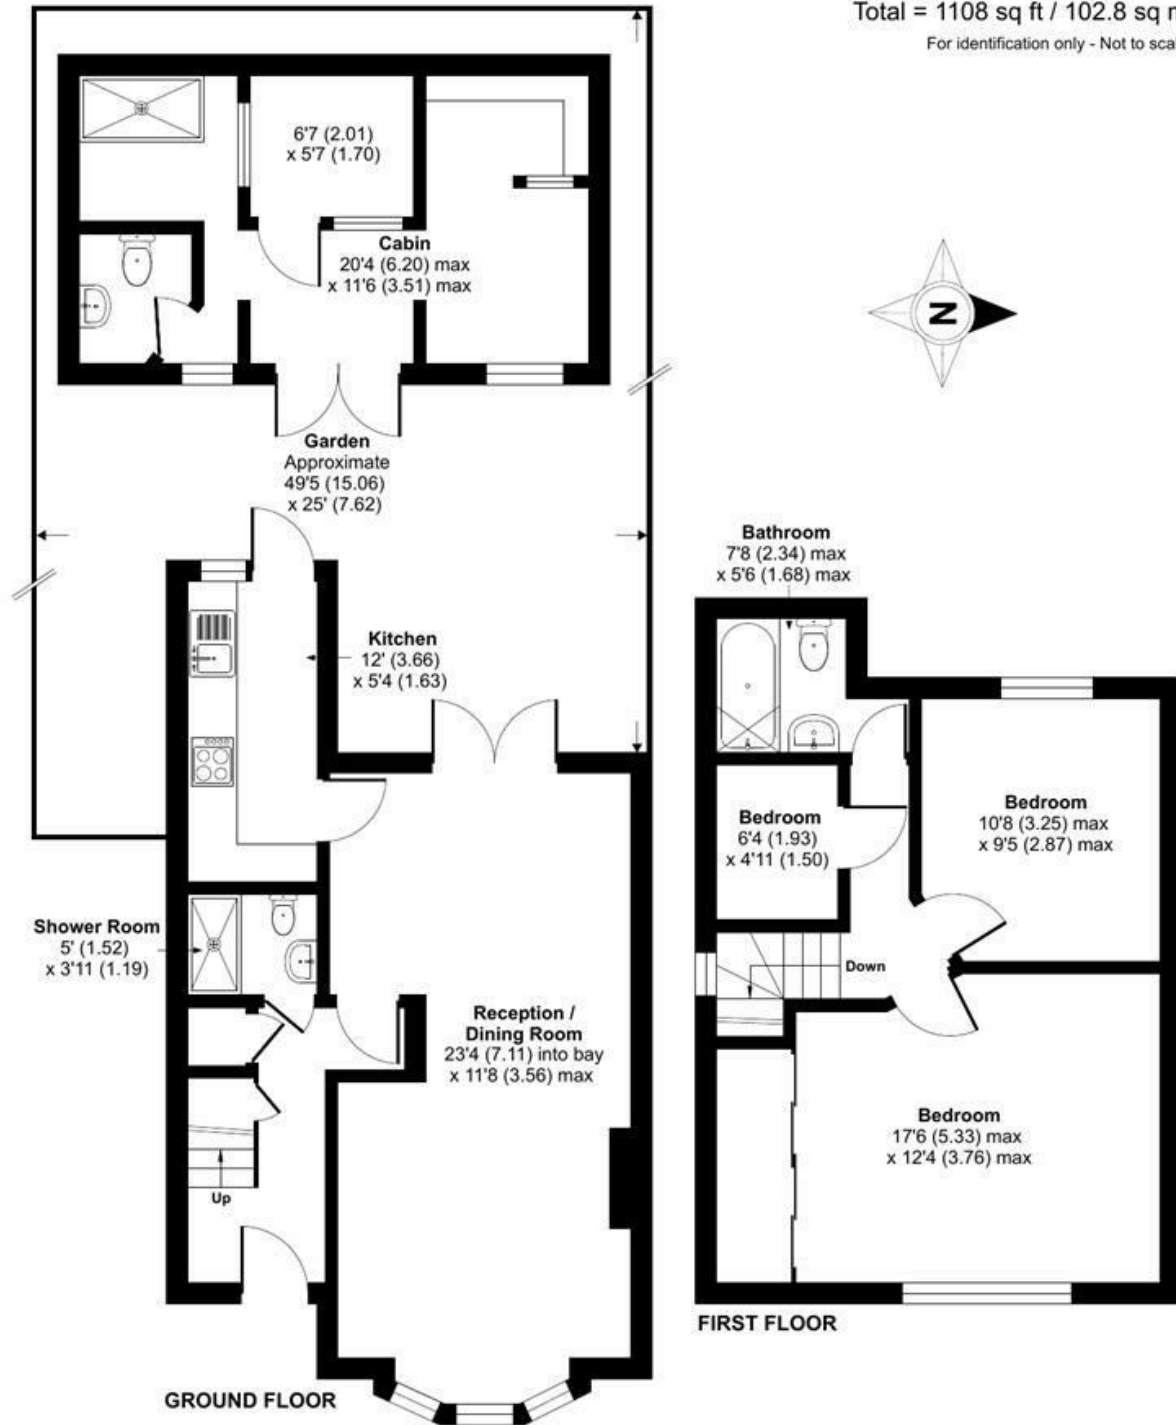 Total = 1108 sq ft / 102.8 sq m
For identification only - Not to sca
6'7 (2.01)
x 5'7 (1.70)
Cabin
20'4 (6.20) max
x 11'6 (3.51) max
N
Garden
Approximate
49'5 (15.06)
x 25' (7.62)
Bathroom
7'8 (2.34) max
x 5'6 (1.68) max
Kitchen
12' (3.66)
x 5'4 (1.63)
Bedroom
10'8 (3.25) max
x 9'5 (2.87) max
Bedroom
6'4 (1.93)
x 4'11 (1.50)
Shower Room
5' (1.52)
x 3'11 (1.19)
Down
Reception /
Dining Room
23'4 (7.11) into bay
x 11'8 (3.56) max
Bedroom
17'6 (5.33) max
x 12'4 (3.76) max
Up
FIRST FLOOR
GROUND FLOOR